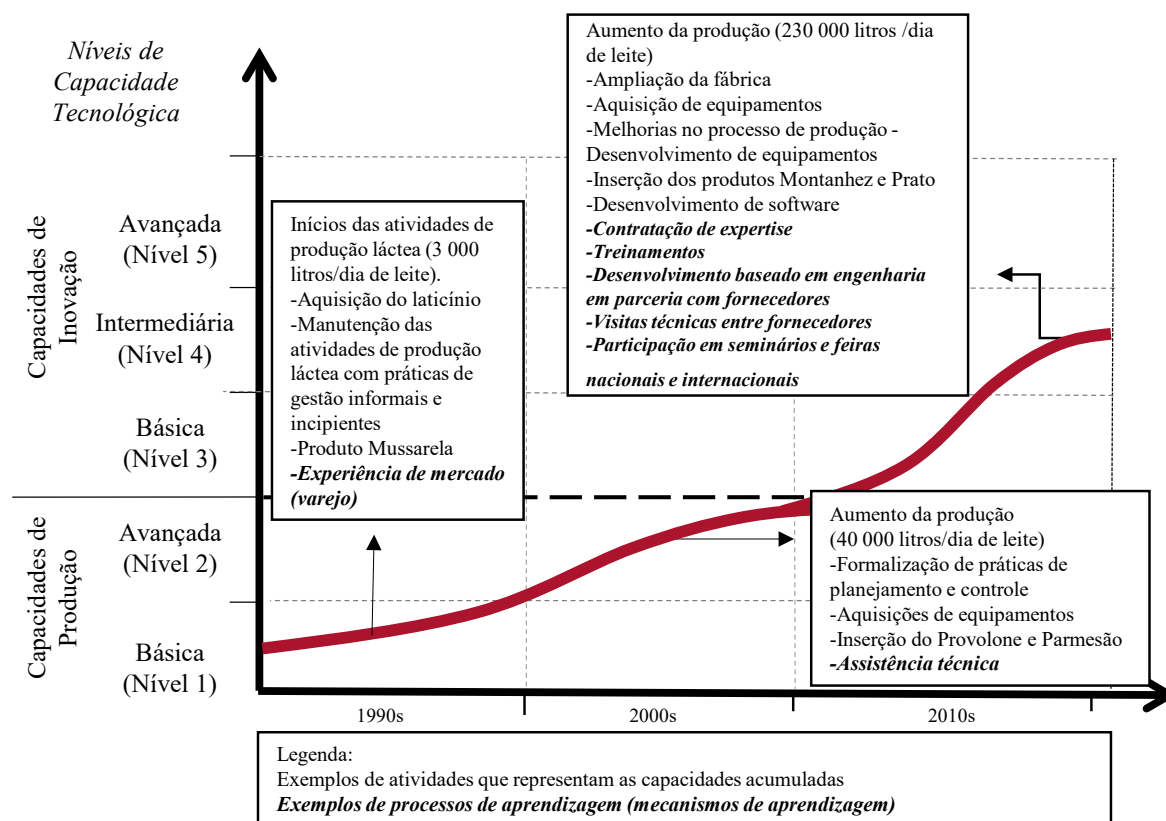 Níveis de
Capacidade
Tecnológica
Capacidades de
Inovação
Capacidades de
Produção
Avançada
(Nível 5)
Intermediária
(Nível 4)
Básica
(Nível 3)
Avançada
(Nível 2)
Básica
(Nível 1)
Inícios das atividades de
produção láctea (3 000
litros/dia de leite).
-Aquisição do laticínio
-Manutenção das
atividades de produção
láctea com práticas de
gestão informais e
incipientes
-Produto Mussarela
-Experiência de mercado
(varejo)
Aumento da produção (230 000 litros /dia
de leite)
-Ampliação da fábrica
-Aquisição de equipamentos
-Melhorias no processo de produção -
Desenvolvimento de equipamentos
-Inserção dos produtos Montanhez e Prato
-Desenvolvimento de software
-Contratação de expertise
-Treinamentos
-Desenvolvimento baseado em engenharia
em parceria com fornecedores
-Visitas técnicas entre fornecedores
-Participação em seminários e feiras
nacionais e internacionais
Aumento da produção
(40 000 litros/dia de leite)
-Formalização de práticas de
planejamento e controle
-Aquisições de equipamentos
-Inserção do Provolone e Parmesão
-Assistência técnica
1990s
2000s
2010s
Legenda:
Exemplos de atividades que representam as capacidades acumuladas
Exemplos de processos de aprendizagem (mecanismos de aprendizagem)